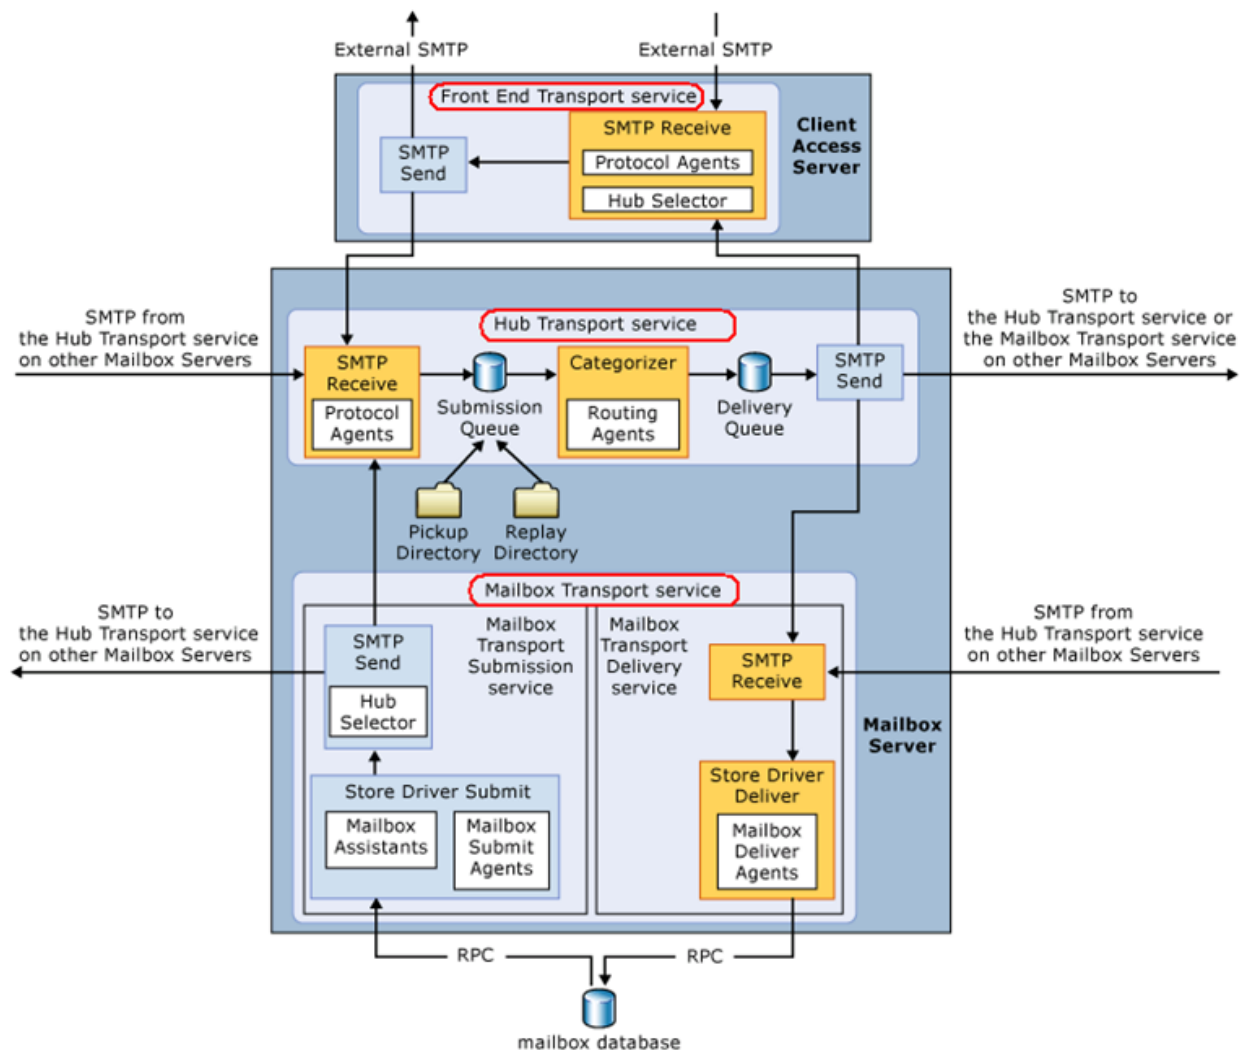 External SMTP
External SMTP
Front End Transport service
SMTP Receive
Protocol Agents
Hub Selector
SMTP
Send
Client
Access
Server
SMTP from
the Hub Transport service
on other Mailbox Servers
Hub Transport service
SMTP
Receive
Protocol
Agents
Submission
Queue
Categorizer
Routing
Agents
Delivery
Queue
SMTP
Send
SMTP to
the Hub Transport service or
the Mailbox Transport service
on other Mailbox Servers
Pickup
Directory
Replay
Directory
Mailbox Transport service
SMTP to
the Hub Transport service
on other Mailbox Servers
SMTP
Send
Hub
Selector
Mailbox
Transport
Submission
service
Mailbox
Transport
Delivery
service
SMTP
Receive
SMTP from
the Hub Transport service
on other Mailbox Servers
Mailbox
Server
Store Driver Submit
Mailbox
Assistants
Mailbox
Submit
Agents
Store Driver
Deliver
Mailbox
Deliver
Agents
RPC
RPC
mailbox database